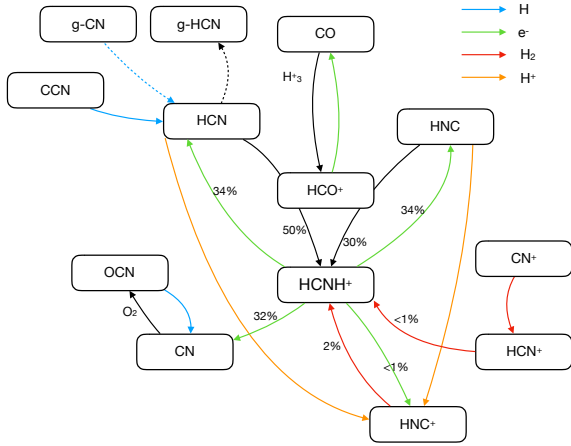 g-CN
g-HCN
CO
H
e-
H2
H+
CCN
H+3
HCN
HNC
HCO+
34%
34%
50%
30%
HCNH+
CN+
OCN
O2
<1%
32%
CN
2%
<1%
HCN+
HNC+